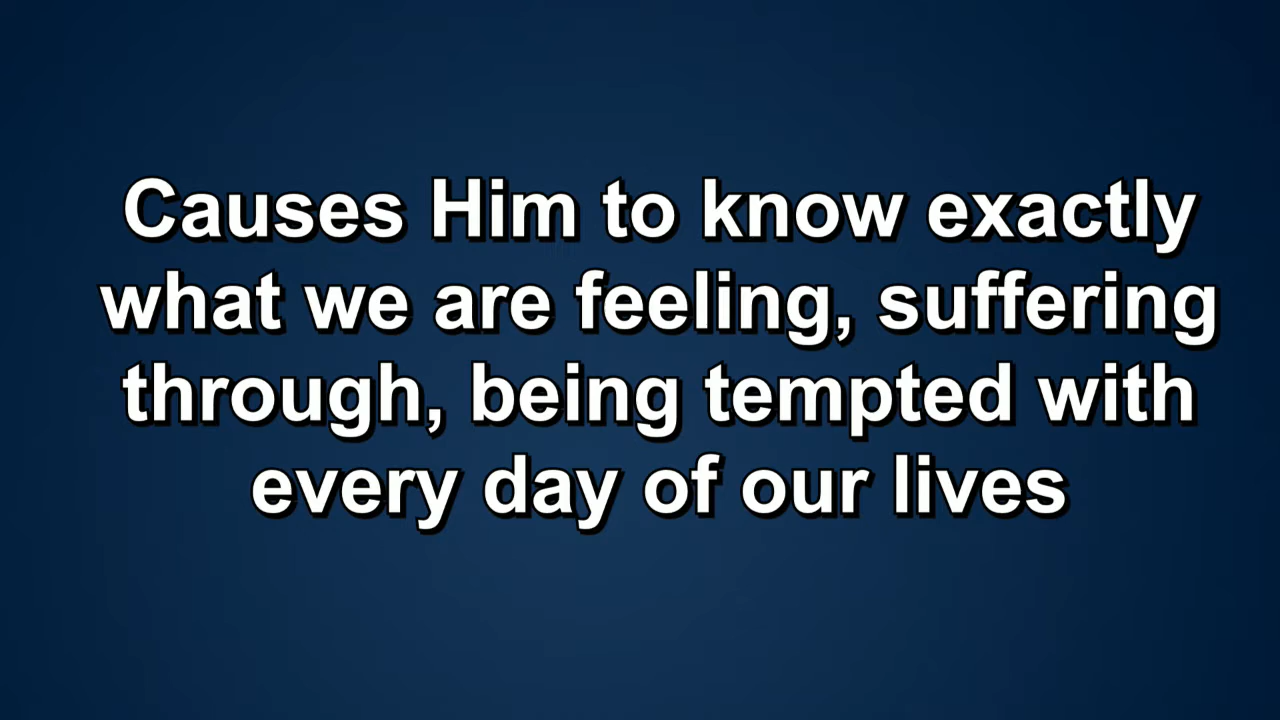 Causes Him to know exactly
what we are feeling, suffering
through, being tempted with
every day of our lives